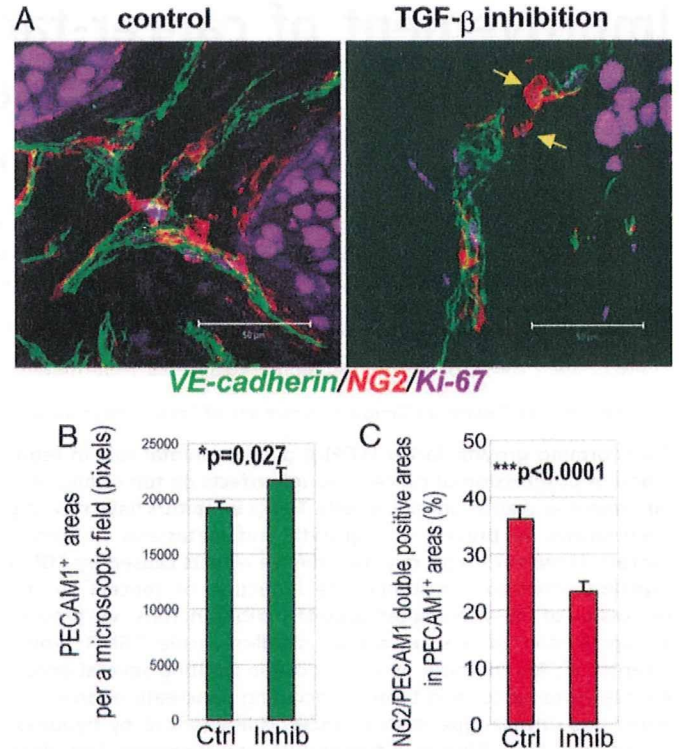 A
control
TGF-β inhibition
50 µm
VE-cadherin/NG2/Ki-67
B
PECAM1⁺ areas
per a microscopic field (pixels)
25000
20000
15000
10000
5000
0
*p=0.027
Ctrl Inhib
C
NG2/PECAM1 double positive areas
in PECAM1⁺ areas (%)
50
40
30
20
10
0
***p<0.0001
Ctrl Inhib